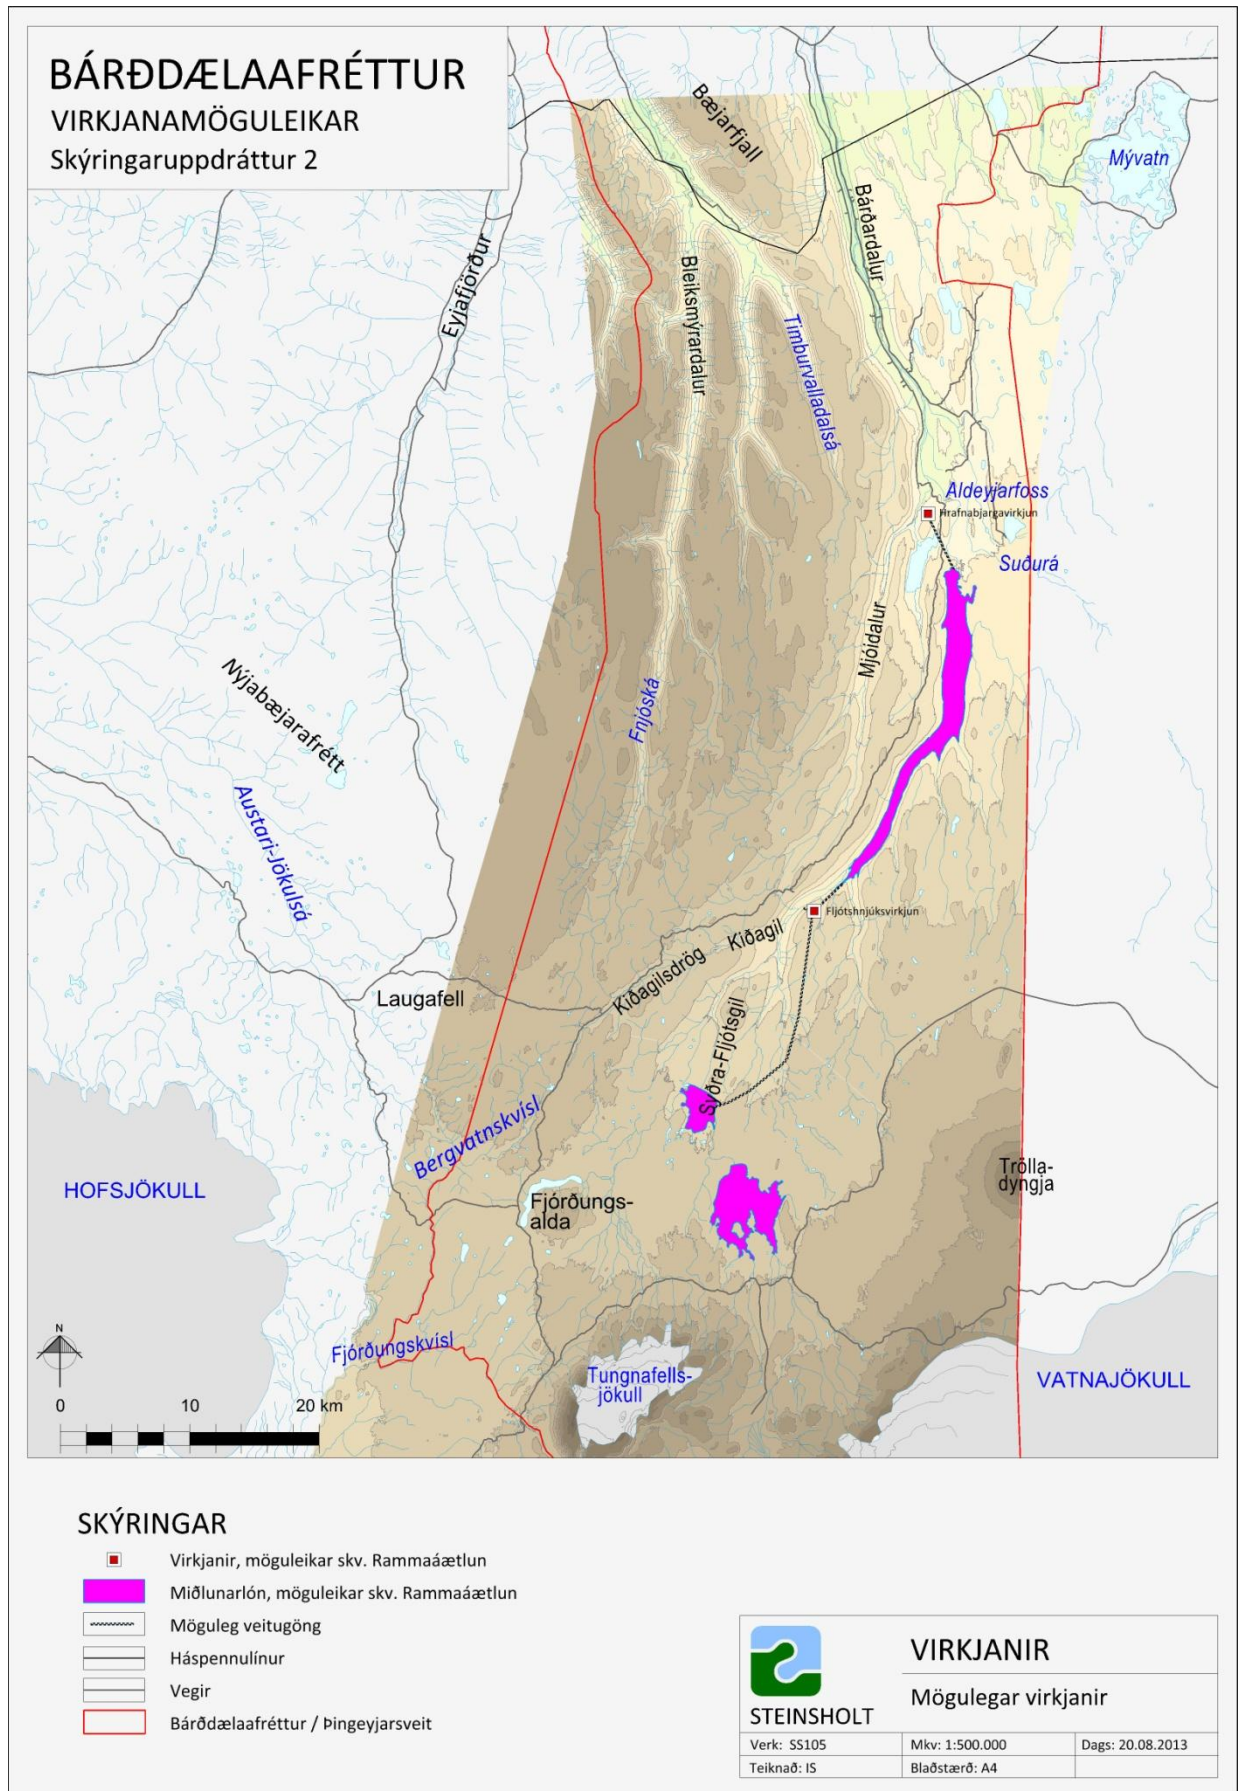 BÁRÐDÆLAAFRÉTTUR
VIRKJANAMÖGULEIKAR
Skýringaruppdráttur 2
Bæjarfjall
Mývatn
Bárðardalur
Eyjafjörður
Bleiksmýrardalur
Timburvalladalsá
Aldeyjarfoss
Hrafnabjargavirkjun
Suðurá
Mjóidalur
Fnjóská
Nýjabæjarafrétt
Austari-Jökulsá
Fljótshnjúksvirkjun
Kiðagil
Kiðagilsdrög
Laugafell
Syðra-Fljótsgil
Bergvatnskvísl
Trölla-
dyngja
HOFSJÖKULL
Fjórðungs-
alda
Fjórðungskvísl
Tungnafells-
jökull
VATNAJÖKULL
N
0 10 20 km
SKÝRINGAR
Virkjanir, möguleikar skv. Rammaáætlun
Miðlunarlón, möguleikar skv. Rammaáætlun
Möguleg veitugöng
Háspennulínur
Vegir
Bárðdælaafréttur / Þingeyjarsveit
STEINSHOLT
VIRKJANIR
Mögulegar virkjanir
Verk: SS105 Mkv: 1:500.000 Dags: 20.08.2013
Teiknað: IS Blaðstærð: A4